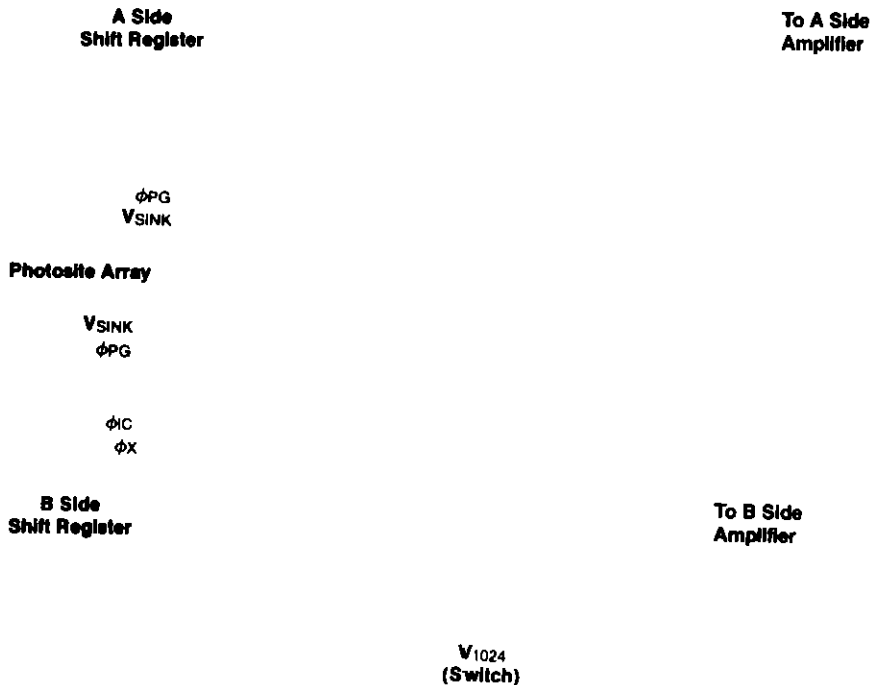 A Side
Shift Register
To A Side
Amplifier
ϕPG
VSINK
Photosite Array
VSINK
ϕPG
ϕIC
ϕX
B Side
Shift Register
To B Side
Amplifier
V1024
(Switch)